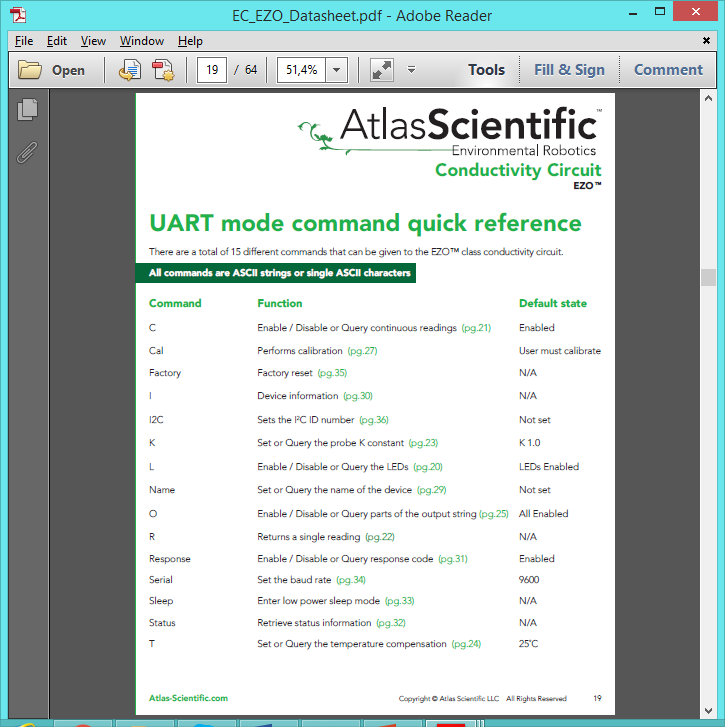 EC_EZO_Datasheet.pdf - Adobe Reader
File Edit View Window Help
Open 19 / 64 51,4% Tools Fill & Sign Comment
AtlasScientific™
Environmental Robotics
Conductivity Circuit
EZO™
UART mode command quick reference
There are a total of 15 different commands that can be given to the EZO™ class conductivity circuit.
All commands are ASCII strings or single ASCII characters
Command Function Default state
C Enable / Disable or Query continuous readings (pg.21) Enabled
Cal Performs calibration (pg.27) User must calibrate
Factory Factory reset (pg.35) N/A
I Device information (pg.30) N/A
I2C Sets the I²C ID number (pg.36) Not set
K Set or Query the probe K constant (pg.23) K 1.0
L Enable / Disable or Query the LEDs (pg.20) LEDs Enabled
Name Set or Query the name of the device (pg.29) Not set
O Enable / Disable or Query parts of the output string (pg.25) All Enabled
R Returns a single reading (pg.22) N/A
Response Enable / Disable or Query response code (pg.31) Enabled
Serial Set the baud rate (pg.34) 9600
Sleep Enter low power sleep mode (pg.33) N/A
Status Retrieve status information (pg.32) N/A
T Set or Query the temperature compensation (pg.24) 25˚C
Atlas-Scientific.com Copyright © Atlas Scientific LLC All Rights Reserved 19